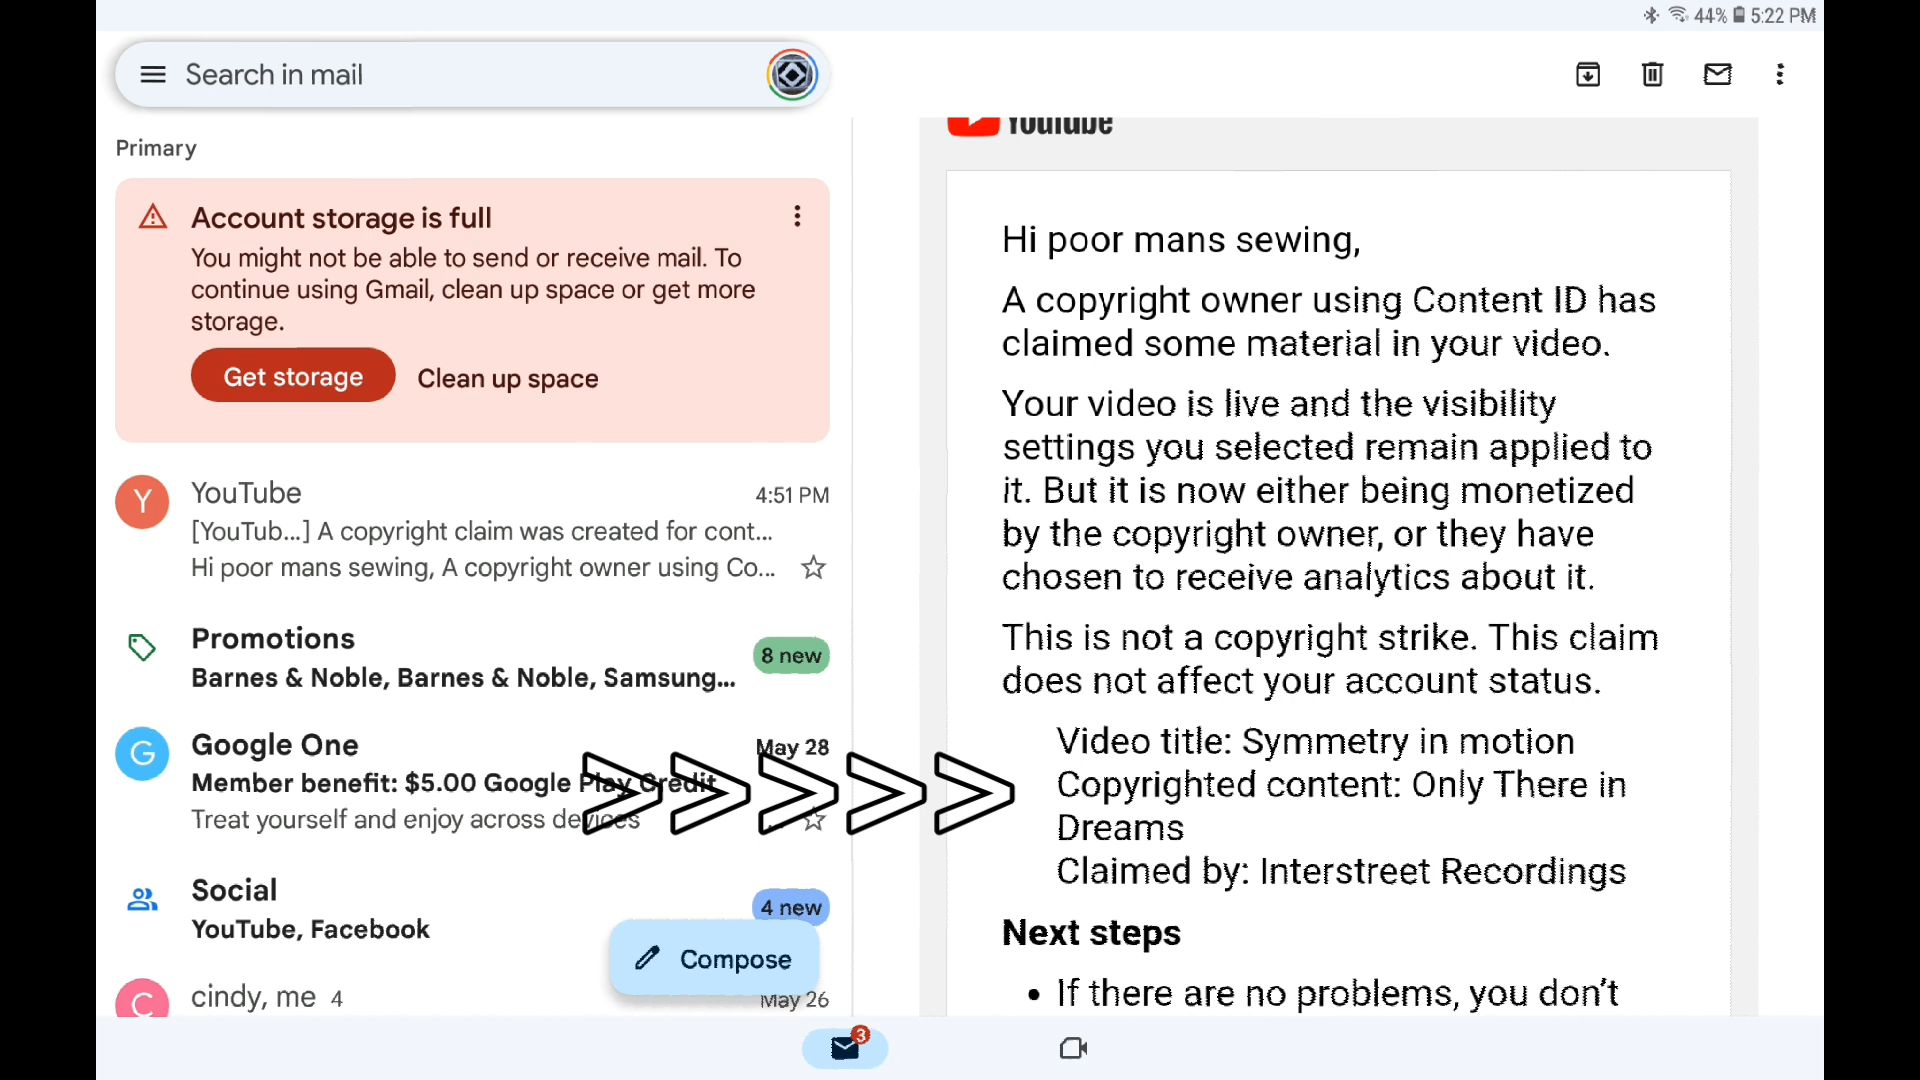 44% 5:22 PM
Search in mail
Primary
Account storage is full
You might not be able to send or receive mail. To
continue using Gmail, clean up space or get more
storage.
Get storage
Clean up space
Y
YouTube
4:51 PM
[YouTub...] A copyright claim was created for cont...
Hi poor mans sewing, A copyright owner using Co...
Promotions
8 new
Barnes & Noble, Barnes & Noble, Samsung...
G
Google One
May 28
Member benefit: $5.00 Google Play Credit
Treat yourself and enjoy across devices
Social
4 new
YouTube, Facebook
Compose
C
cindy, me 4
May 26
3
YouTube
Hi poor mans sewing,
A copyright owner using Content ID has
claimed some material in your video.
Your video is live and the visibility
settings you selected remain applied to
it. But it is now either being monetized
by the copyright owner, or they have
chosen to receive analytics about it.
This is not a copyright strike. This claim
does not affect your account status.
Video title: Symmetry in motion
Copyrighted content: Only There in
Dreams
Claimed by: Interstreet Recordings
Next steps
• If there are no problems, you don't